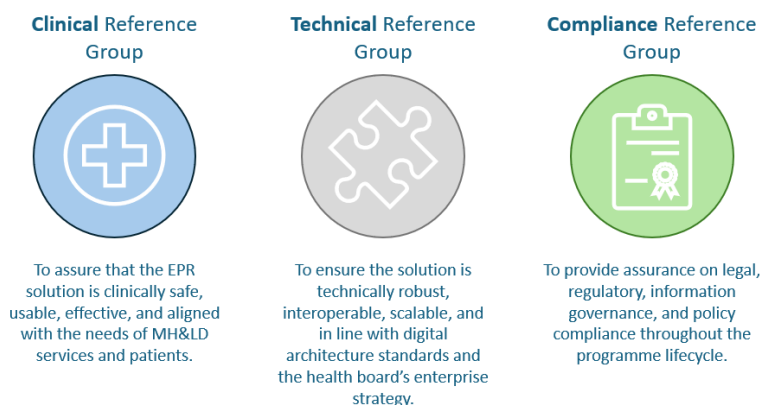 Clinical Reference
Group
Technical Reference
Group
Compliance Reference
Group
To assure that the EPR
solution is clinically safe,
usable, effective, and aligned
with the needs of MH&LD
services and patients.
To ensure the solution is
technically robust,
interoperable, scalable, and
in line with digital
architecture standards and
the health board’s enterprise
strategy.
To provide assurance on legal,
regulatory, information
governance, and policy
compliance throughout the
programme lifecycle.